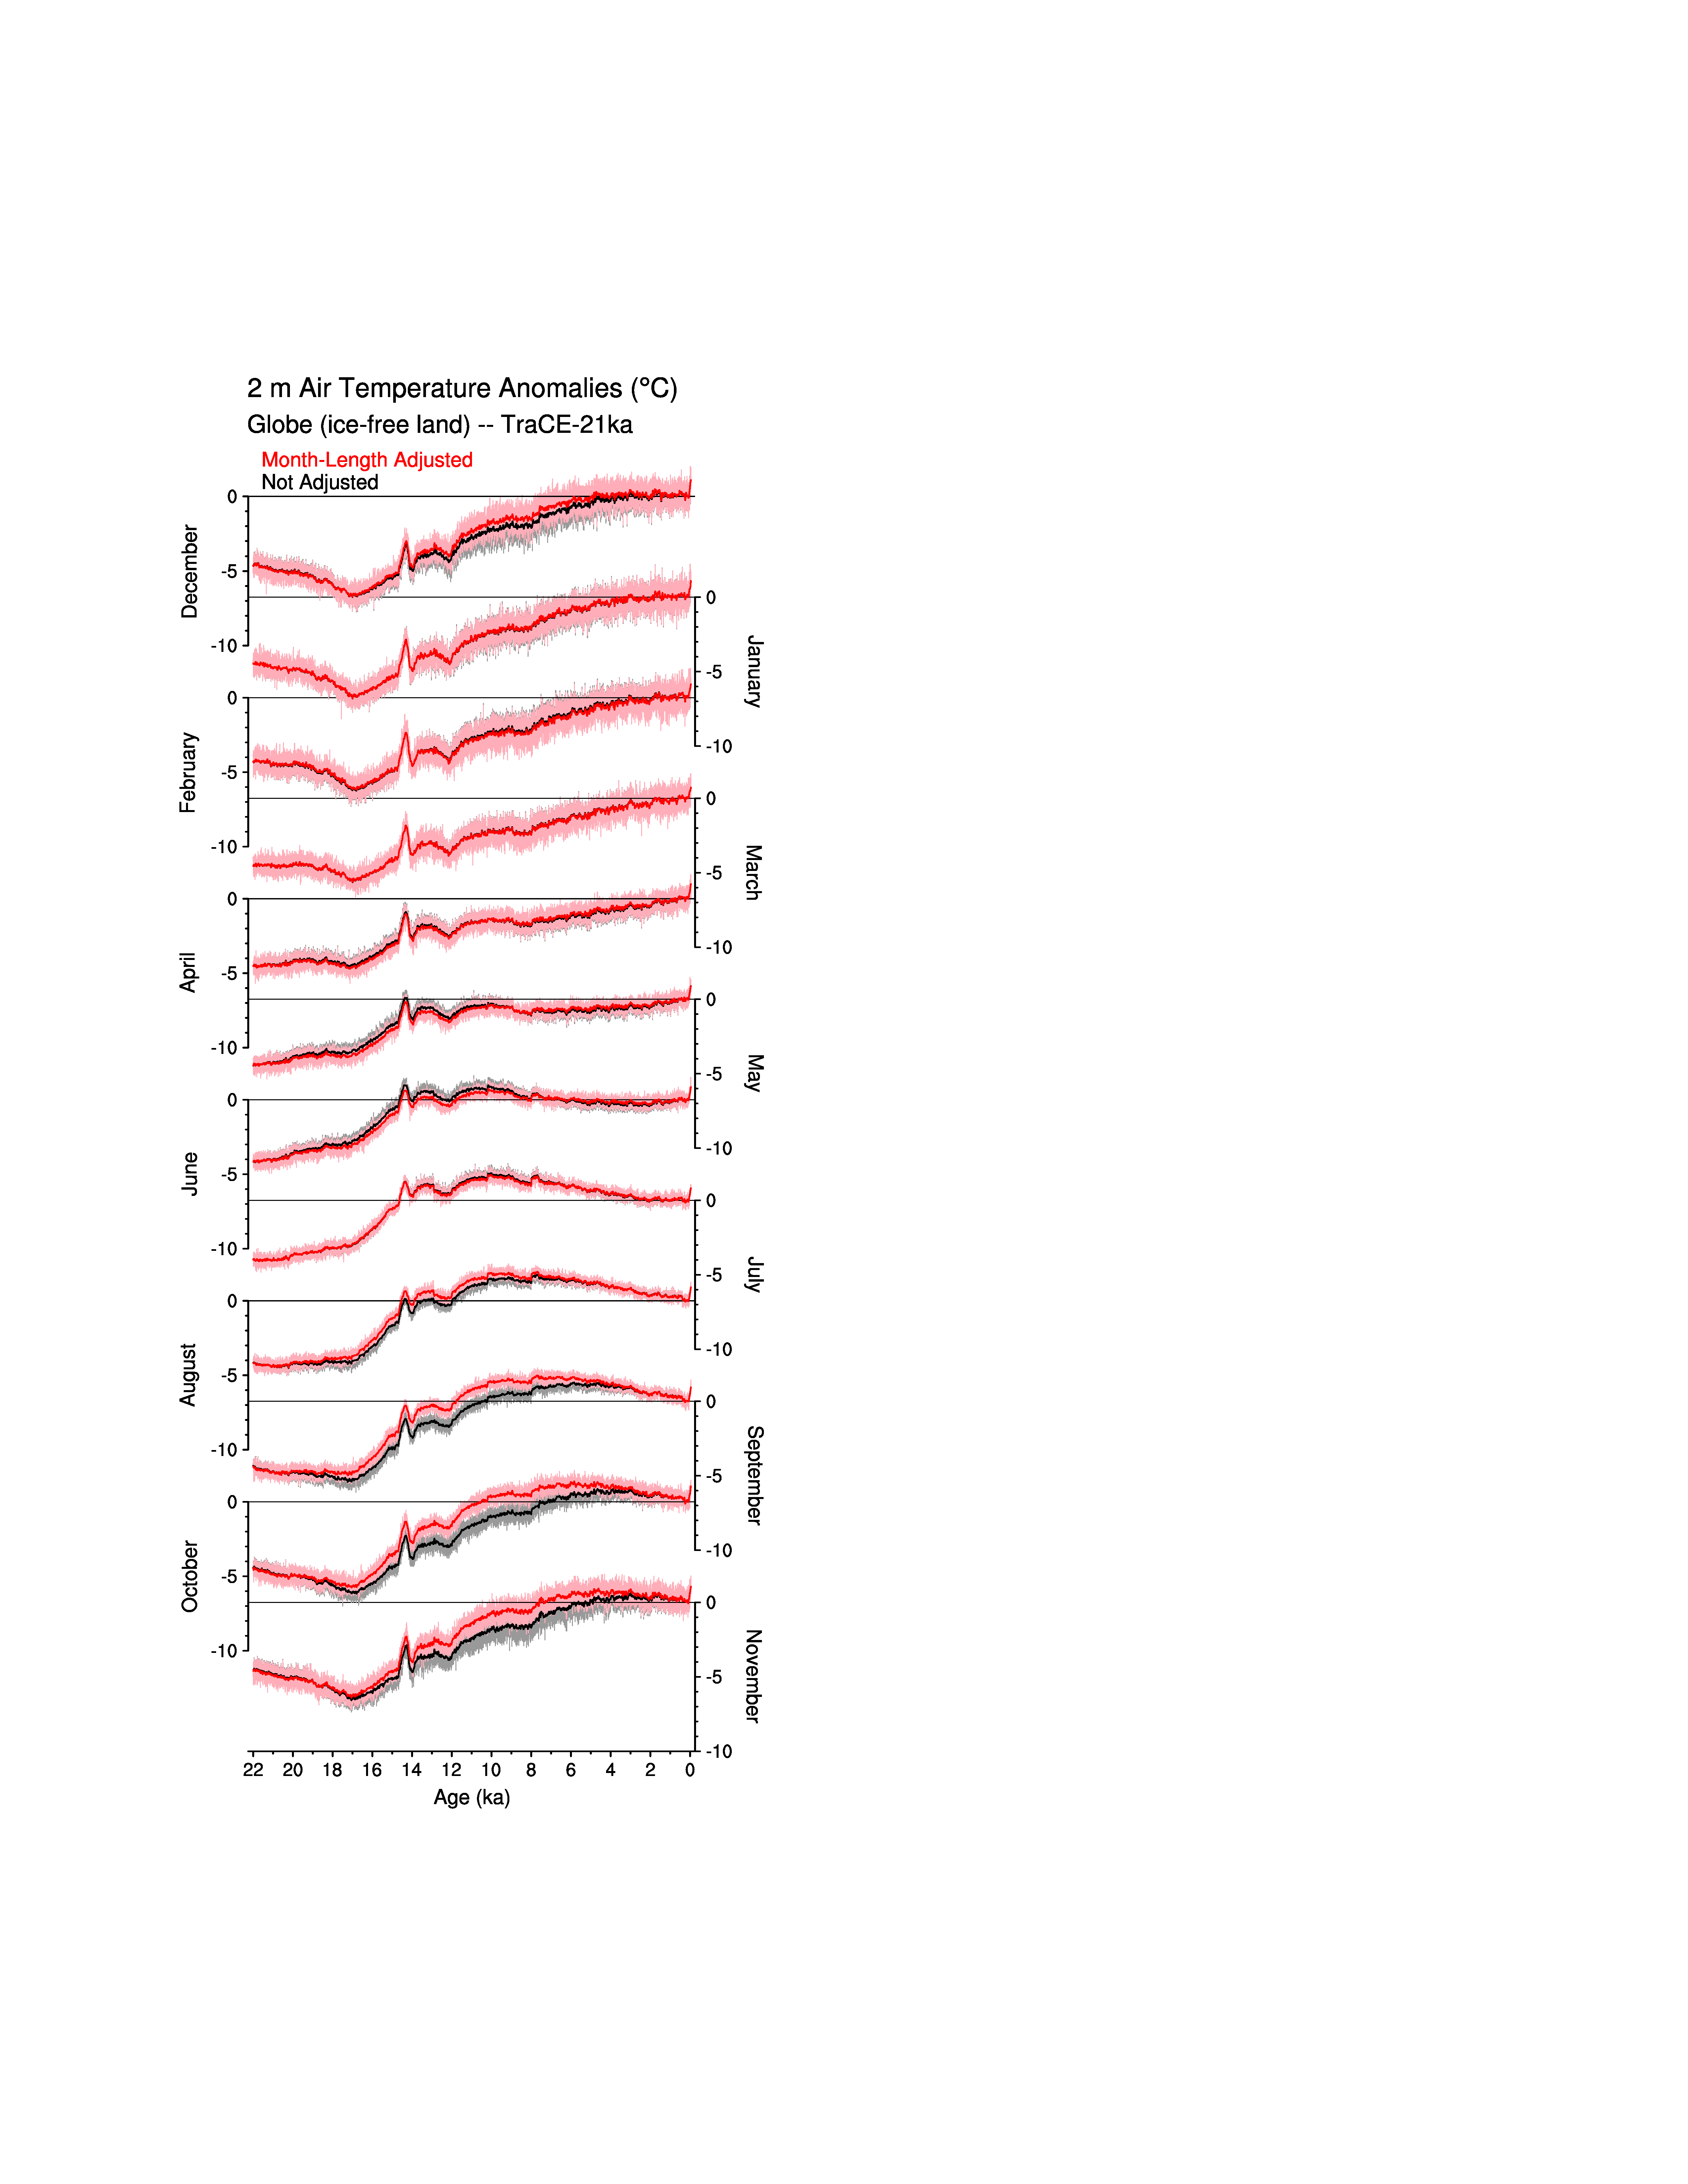 2 m Air Temperature Anomalies (°C)
Globe (ice-free land) -- TraCE-21ka
Month-Length Adjusted
Not Adjusted
0
-5
-10
December
0
-5
-10
January
0
-5
-10
February
0
-5
-10
March
0
-5
-10
April
0
-5
-10
May
0
-5
-10
June
0
-5
-10
July
0
-5
-10
August
0
-5
-10
September
0
-5
-10
October
0
-5
-10
November
22 20 18 16 14 12 10 8 6 4 2 0
Age (ka)